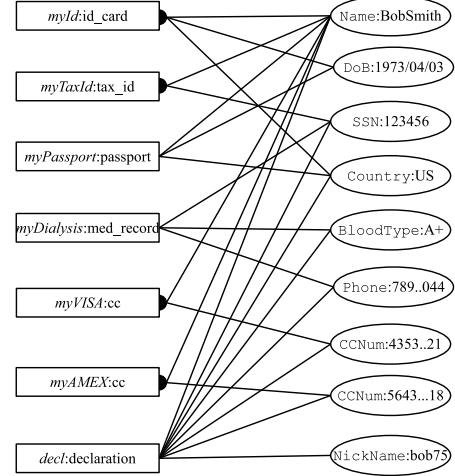 myId:id_card
Name:BobSmith
DoB:1973/04/03
myTaxId:tax_id
SSN:123456
myPassport:passport
Country:US
myDialysis:med_record
BloodType:A+
Phone:789..044
myVISA:cc
CCNum:4353..21
myAMEX:cc
CCNum:5643...18
decl:declaration
NickName:bob75